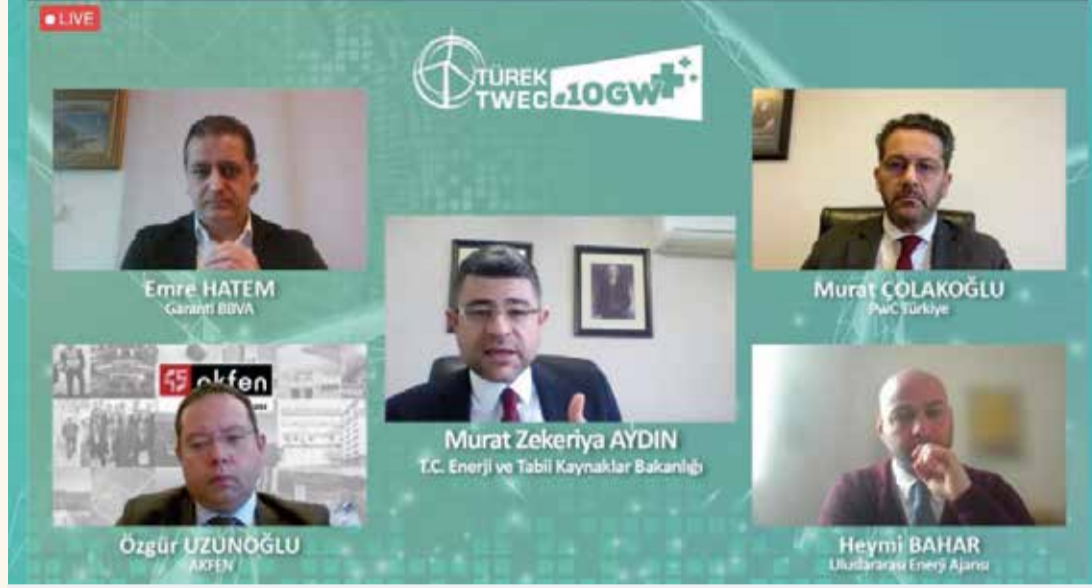 LIVE
TÜREK
TWEC
.10GW
Emre HATEM
Garanti BBVA
Murat ÇOLAKOĞLU
PwC Türkiye
Murat Zekeriya AYDIN
T.C. Enerji ve Tabii Kaynaklar Bakanlığı
45 akfen
Özgür UZUNOĞLU
AKFEN
Heymi BAHAR
Uluslararası Enerji Ajansı